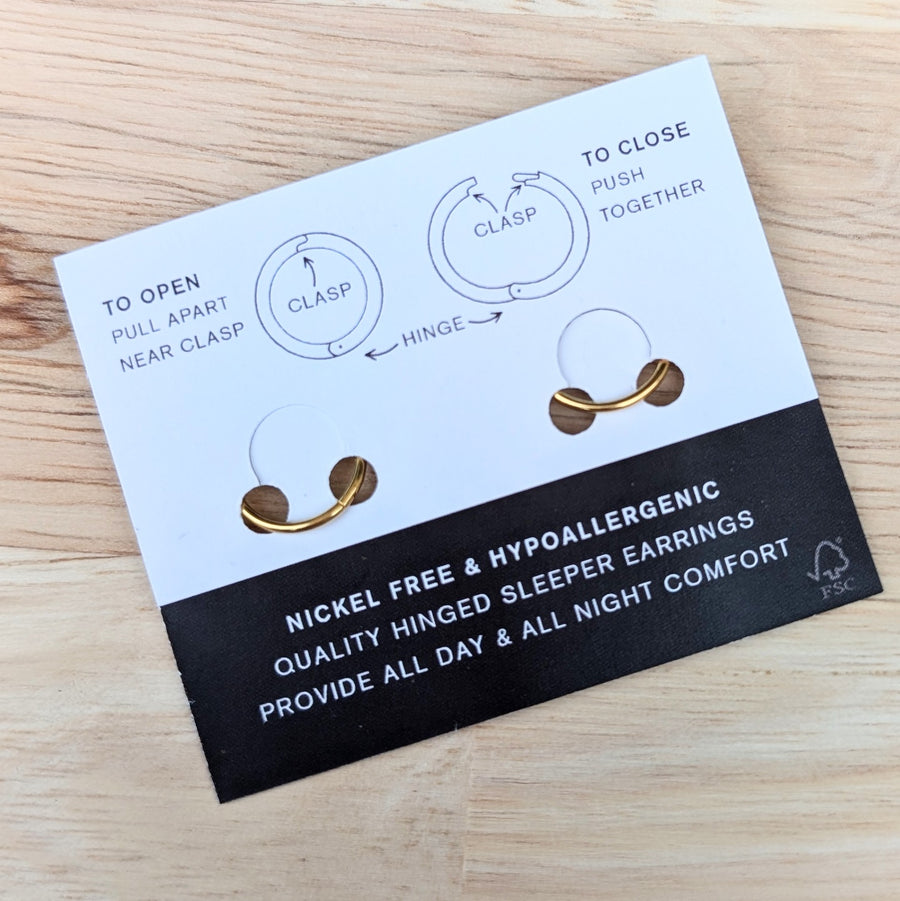 TO OPEN
PULL APART
NEAR CLASP
CLASP
HINGE
CLASP
TO CLOSE
PUSH
TOGETHER
NICKEL FREE & HYPOALLERGENIC
QUALITY HINGED SLEEPER EARRINGS
PROVIDE ALL DAY & ALL NIGHT COMFORT
FSC